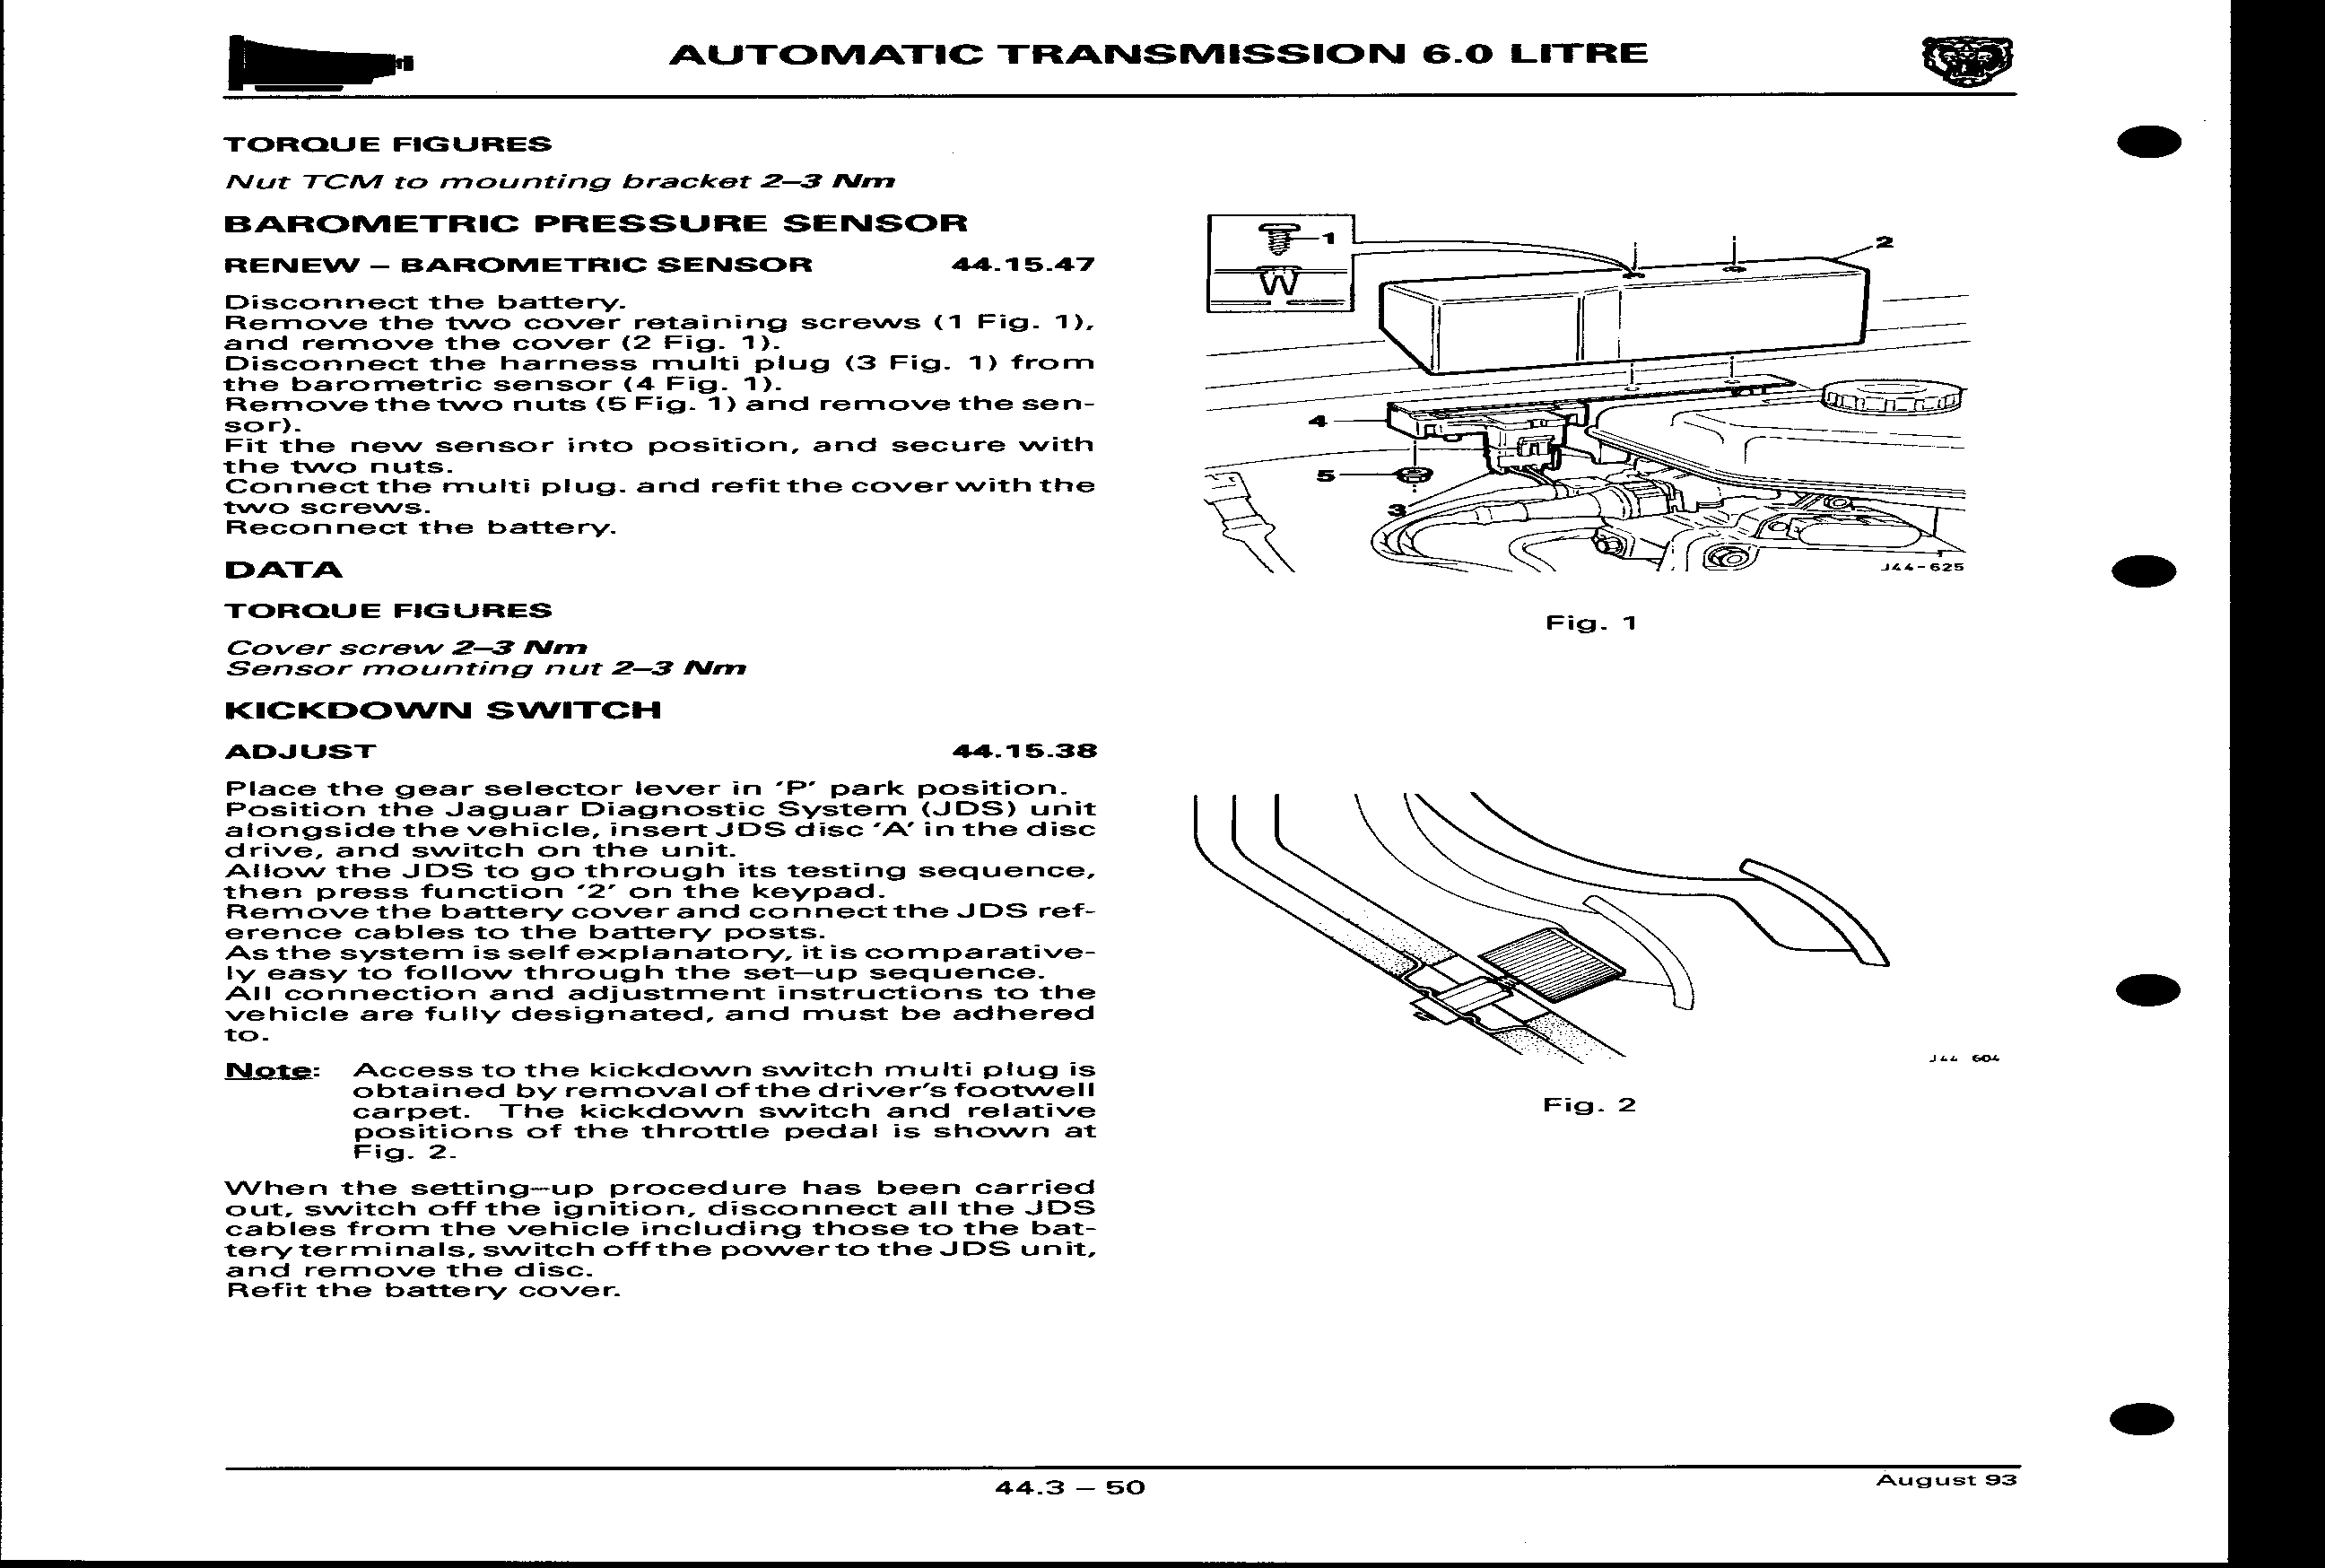 AUTOMATIC TRANSMISSION 6.0 LITRE
TORQUE FIGURES
Nut TCM to mounting bracket 2–3 Nm
BAROMETRIC PRESSURE SENSOR
RENEW – BAROMETRIC SENSOR 44.15.47
Disconnect the battery.
Remove the two cover retaining screws (1 Fig. 1),
and remove the cover (2 Fig. 1).
Disconnect the harness multi plug (3 Fig. 1) from
the barometric sensor (4 Fig. 1).
Remove the two nuts (5 Fig. 1) and remove the sen-
sor).
Fit the new sensor into position, and secure with
the two nuts.
Connect the multi plug. and refit the cover with the
two screws.
Reconnect the battery.
DATA
TORQUE FIGURES
Cover screw 2–3 Nm
Sensor mounting nut 2–3 Nm
KICKDOWN SWITCH
ADJUST 44.15.38
Place the gear selector lever in ‘P’ park position.
Position the Jaguar Diagnostic System (JDS) unit
alongside the vehicle, insert JDS disc ‘A’ in the disc
drive, and switch on the unit.
Allow the JDS to go through its testing sequence,
then press function ‘2’ on the keypad.
Remove the battery cover and connect the JDS ref-
erence cables to the battery posts.
As the system is self explanatory, it is comparative-
ly easy to follow through the set–up sequence.
All connection and adjustment instructions to the
vehicle are fully designated, and must be adhered
to.
Note: Access to the kickdown switch multi plug is
obtained by removal of the driver’s footwell
carpet. The kickdown switch and relative
positions of the throttle pedal is shown at
Fig. 2.
When the setting–up procedure has been carried
out, switch off the ignition, disconnect all the JDS
cables from the vehicle including those to the bat-
tery terminals, switch off the power to the JDS unit,
and remove the disc.
Refit the battery cover.
1
W
2
4
5
3
J44-625
Fig. 1
J44 604
Fig. 2
44.3 – 50
August 93